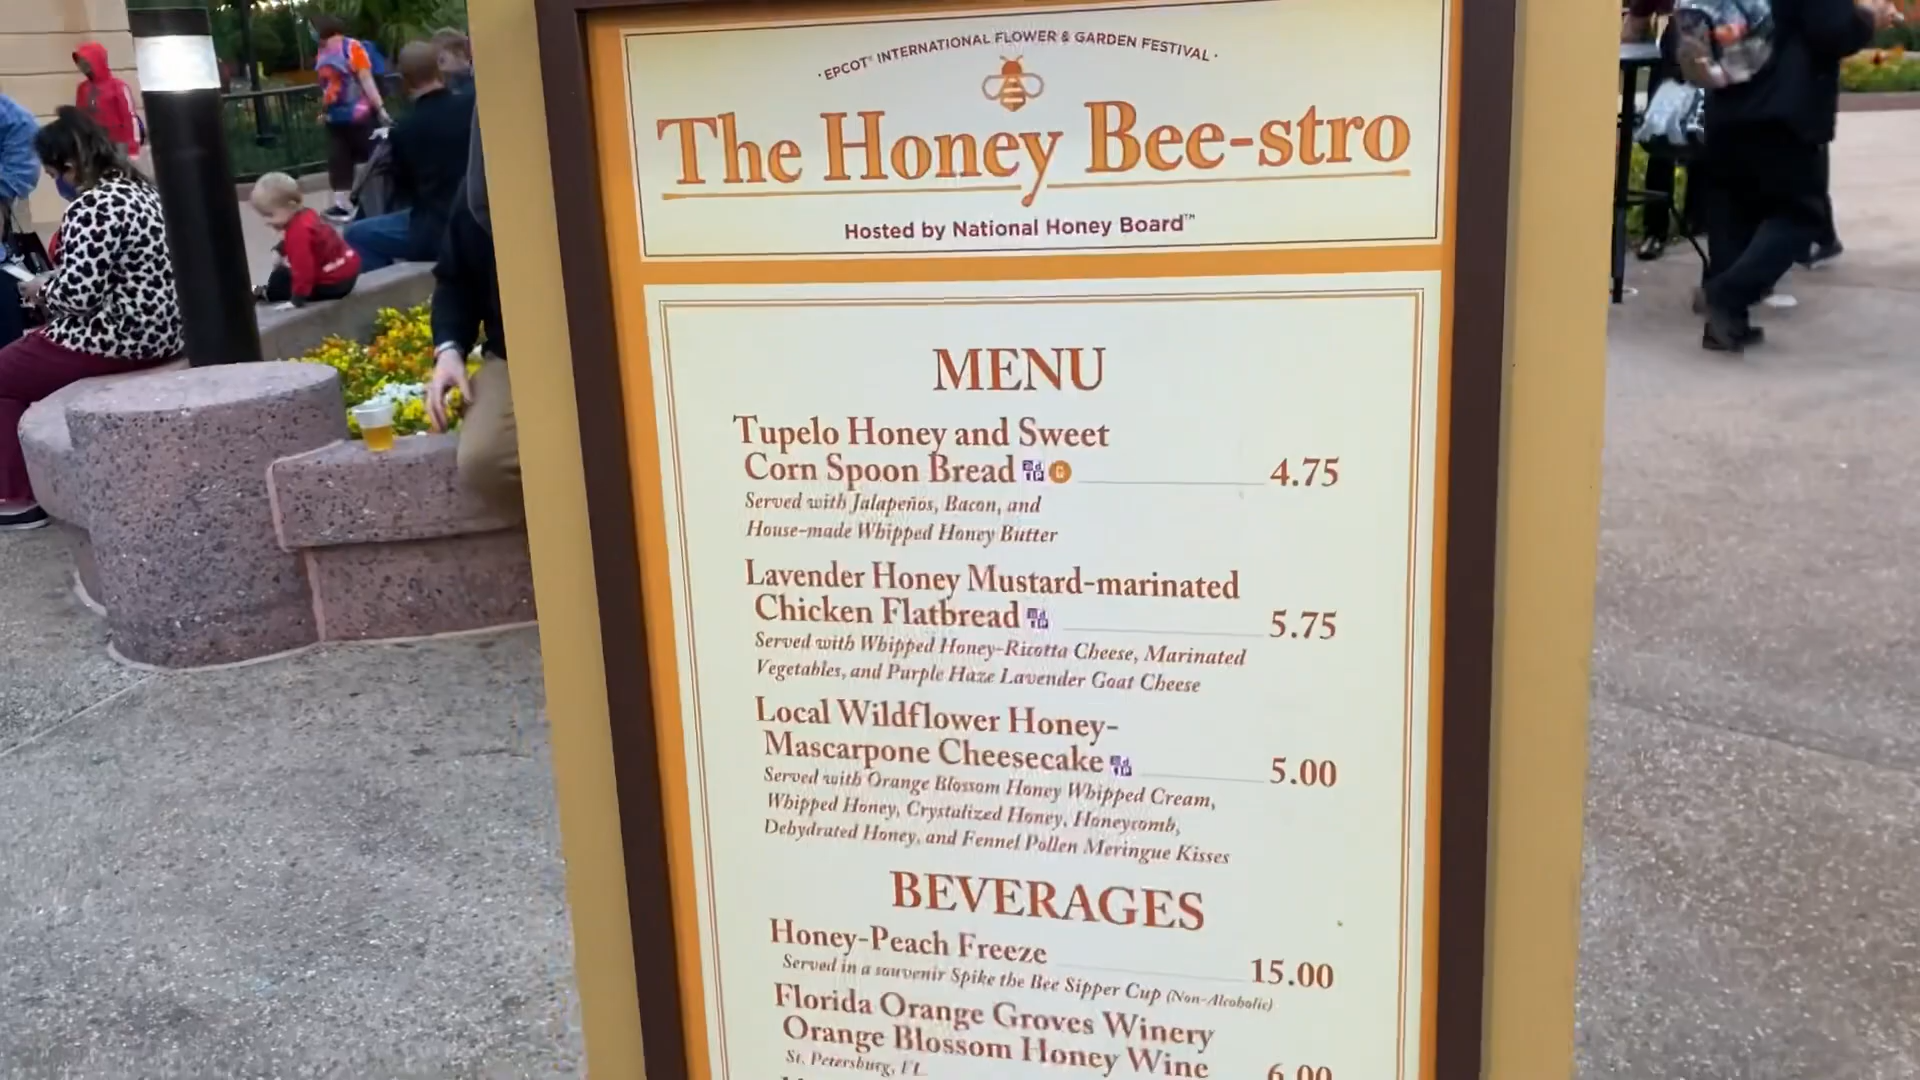 · EPCOT® INTERNATIONAL FLOWER & GARDEN FESTIVAL ·
The Honey Bee-stro
Hosted by National Honey Board™
MENU
Tupelo Honey and Sweet
Corn Spoon Bread G 4.75
Served with Jalapeños, Bacon, and
House-made Whipped Honey Butter
Lavender Honey Mustard-marinated
Chicken Flatbread 5.75
Served with Whipped Honey-Ricotta Cheese, Marinated
Vegetables, and Purple Haze Lavender Goat Cheese
Local Wildflower Honey-
Mascarpone Cheesecake 5.00
Served with Orange Blossom Honey Whipped Cream,
Whipped Honey, Crystalized Honey, Honeycomb,
Dehydrated Honey, and Fennel Pollen Meringue Kisses
BEVERAGES
Honey-Peach Freeze 15.00
Served in a souvenir Spike the Bee Sipper Cup (Non-Alcoholic)
Florida Orange Groves Winery
Orange Blossom Honey Wine 6.00
St. Petersburg, FL